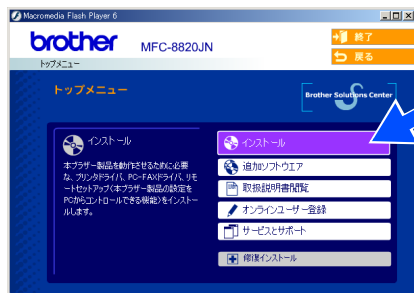 Macromedia Flash Player 6
brother
MFC-8820JN
終了
戻る
トップメニュー
トップメニュー
Brother Solutions Center
インストール
本ブラザー製品を動作させるために必要
な、プリンタドライバ、PC-FAXドライバ、リモ
ートセットアップ(本ブラザー製品の設定を
PCからコントロールできる機能)をインストー
ルします。
インストール
追加ソフトウエア
取扱説明書閲覧
オンラインユーザー登録
サービスとサポート
修復インストール